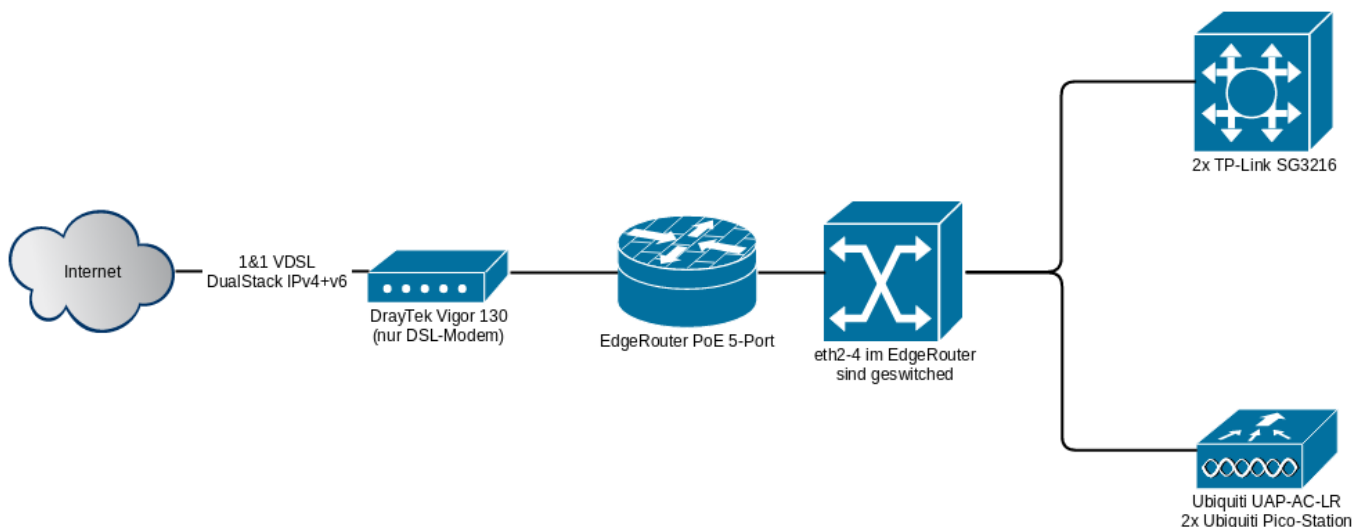 2x TP-Link SG3216
Internet
1&1 VDSL
DualStack IPv4+v6
DrayTek Vigor 130
(nur DSL-Modem)
EdgeRouter PoE 5-Port
eth2-4 im EdgeRouter
sind geswitched
Ubiquiti UAP-AC-LR
2x Ubiquiti Pico-Station